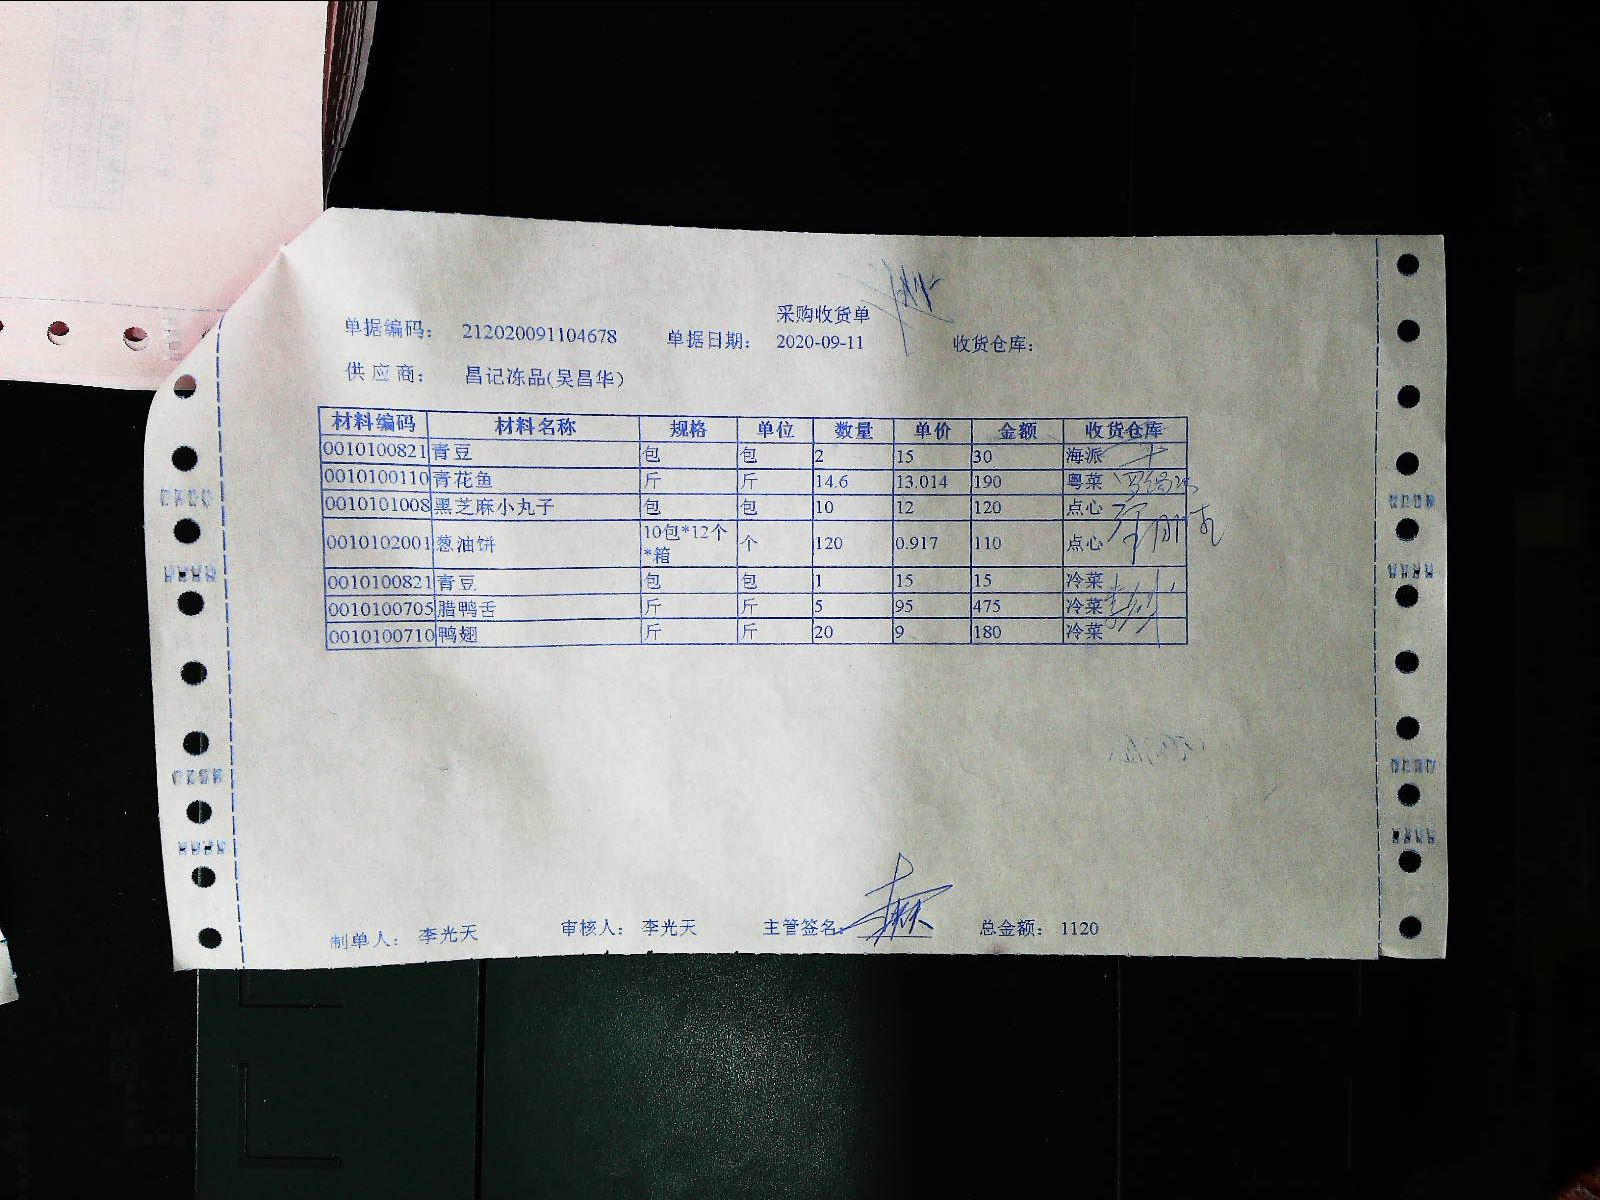 采购收货单
单据编码： 212020091104678 单据日期： 2020-09-11 收货仓库：
供应商： 昌记冻品(吴昌华)
材料编码 材料名称 规格 单位 数量 单价 金额 收货仓库
0010100821 青豆 包 包 2 15 30 海派
0010100110 青花鱼 斤 斤 14.6 13.014 190 粤菜
0010101008 黑芝麻小丸子 包 包 10 12 120 点心
0010102001 葱油饼 10包*12个*箱 个 120 0.917 110 点心
0010100821 青豆 包 包 1 15 15 冷菜
0010100705 腊鸭舌 斤 斤 5 95 475 冷菜
0010100710 鸭翅 斤 斤 20 9 180 冷菜
制单人： 李光天 审核人： 李光天 主管签名： 总金额： 1120